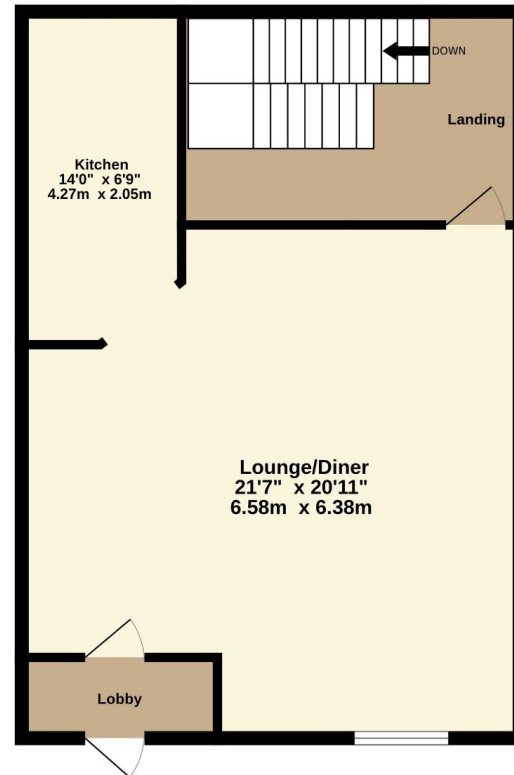 DOWN
Landing
Kitchen
14'0" x 6'9"
4.27m x 2.05m
Lounge/Diner
21'7" x 20'11"
6.58m x 6.38m
Lobby